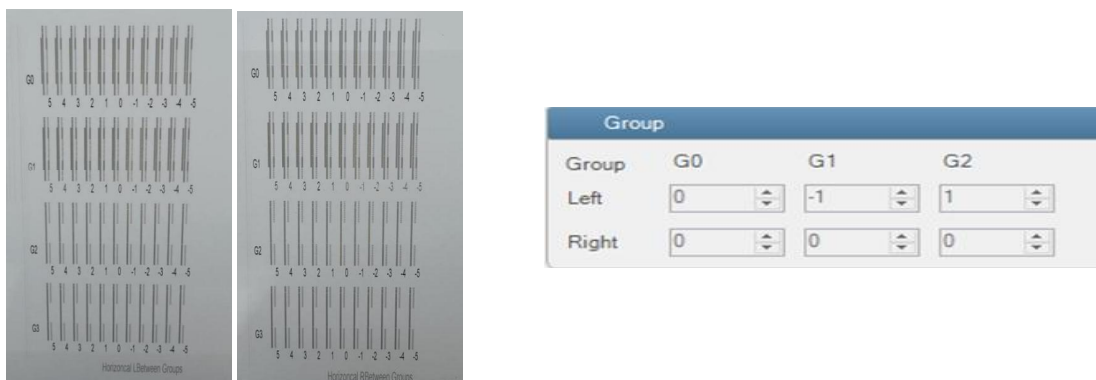 G0
5 4 3 2 1 0 -1 -2 -3 -4 -5
G1
5 4 3 2 1 0 -1 -2 -3 -4 -5
G2
5 4 3 2 1 0 -1 -2 -3 -4 -5
G3
5 4 3 2 1 0 -1 -2 -3 -4 -5
Horizoncal LBetween Groups
G0
5 4 3 2 1 0 -1 -2 -3 -4 -5
G1
5 4 3 2 1 0 -1 -2 -3 -4 -5
G2
5 4 3 2 1 0 -1 -2 -3 -4 -5
G3
5 4 3 2 1 0 -1 -2 -3 -4 -5
Horizoncal RBetween Groups
Group
Group G0 G1 G2
Left 0 -1 1
Right 0 0 0